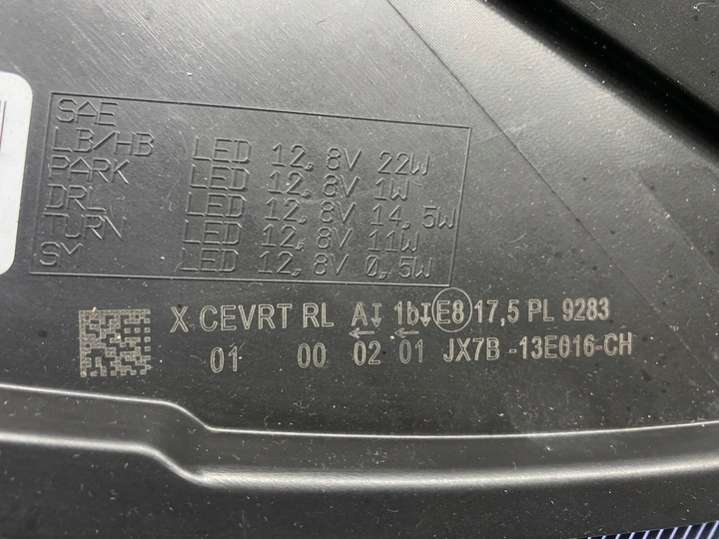 SAE
LB/HB LED 12.8V 22W
PARK LED 12.8V 1W
DRL LED 12.8V 14.5W
TURN LED 12.8V 11W
SM LED 12.8V 0.5W
X CEVRT RL A 1b E8 17,5 PL 9283
01 00 02 01 JX7B -13E016-CH